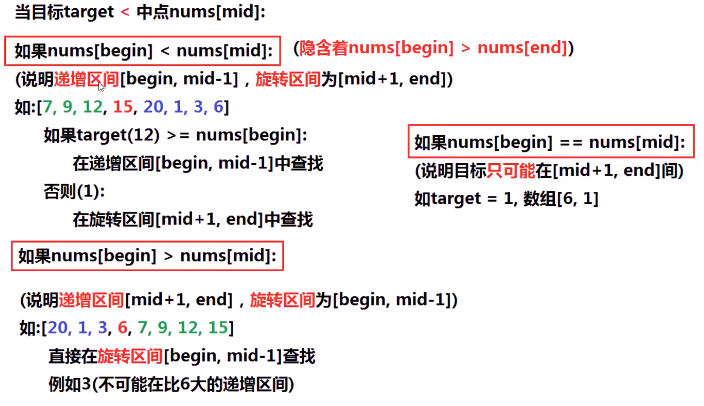 当目标target < 中点nums[mid]:
如果nums[begin] < nums[mid]: (隐含着nums[begin] > nums[end])
(说明递增区间[begin, mid-1]，旋转区间为[mid+1, end])
如:[7, 9, 12, 15, 20, 1, 3, 6]
如果target(12) >= nums[begin]:
在递增区间[begin, mid-1]中查找
否则(1):
在旋转区间[mid+1, end]中查找
如果nums[begin] == nums[mid]:
(说明目标只可能在[mid+1, end]间)
如target = 1, 数组[6, 1]
如果nums[begin] > nums[mid]:
(说明递增区间[mid+1, end]，旋转区间为[begin, mid-1])
如:[20, 1, 3, 6, 7, 9, 12, 15]
直接在旋转区间[begin, mid-1]查找
例如3(不可能在比6大的递增区间)